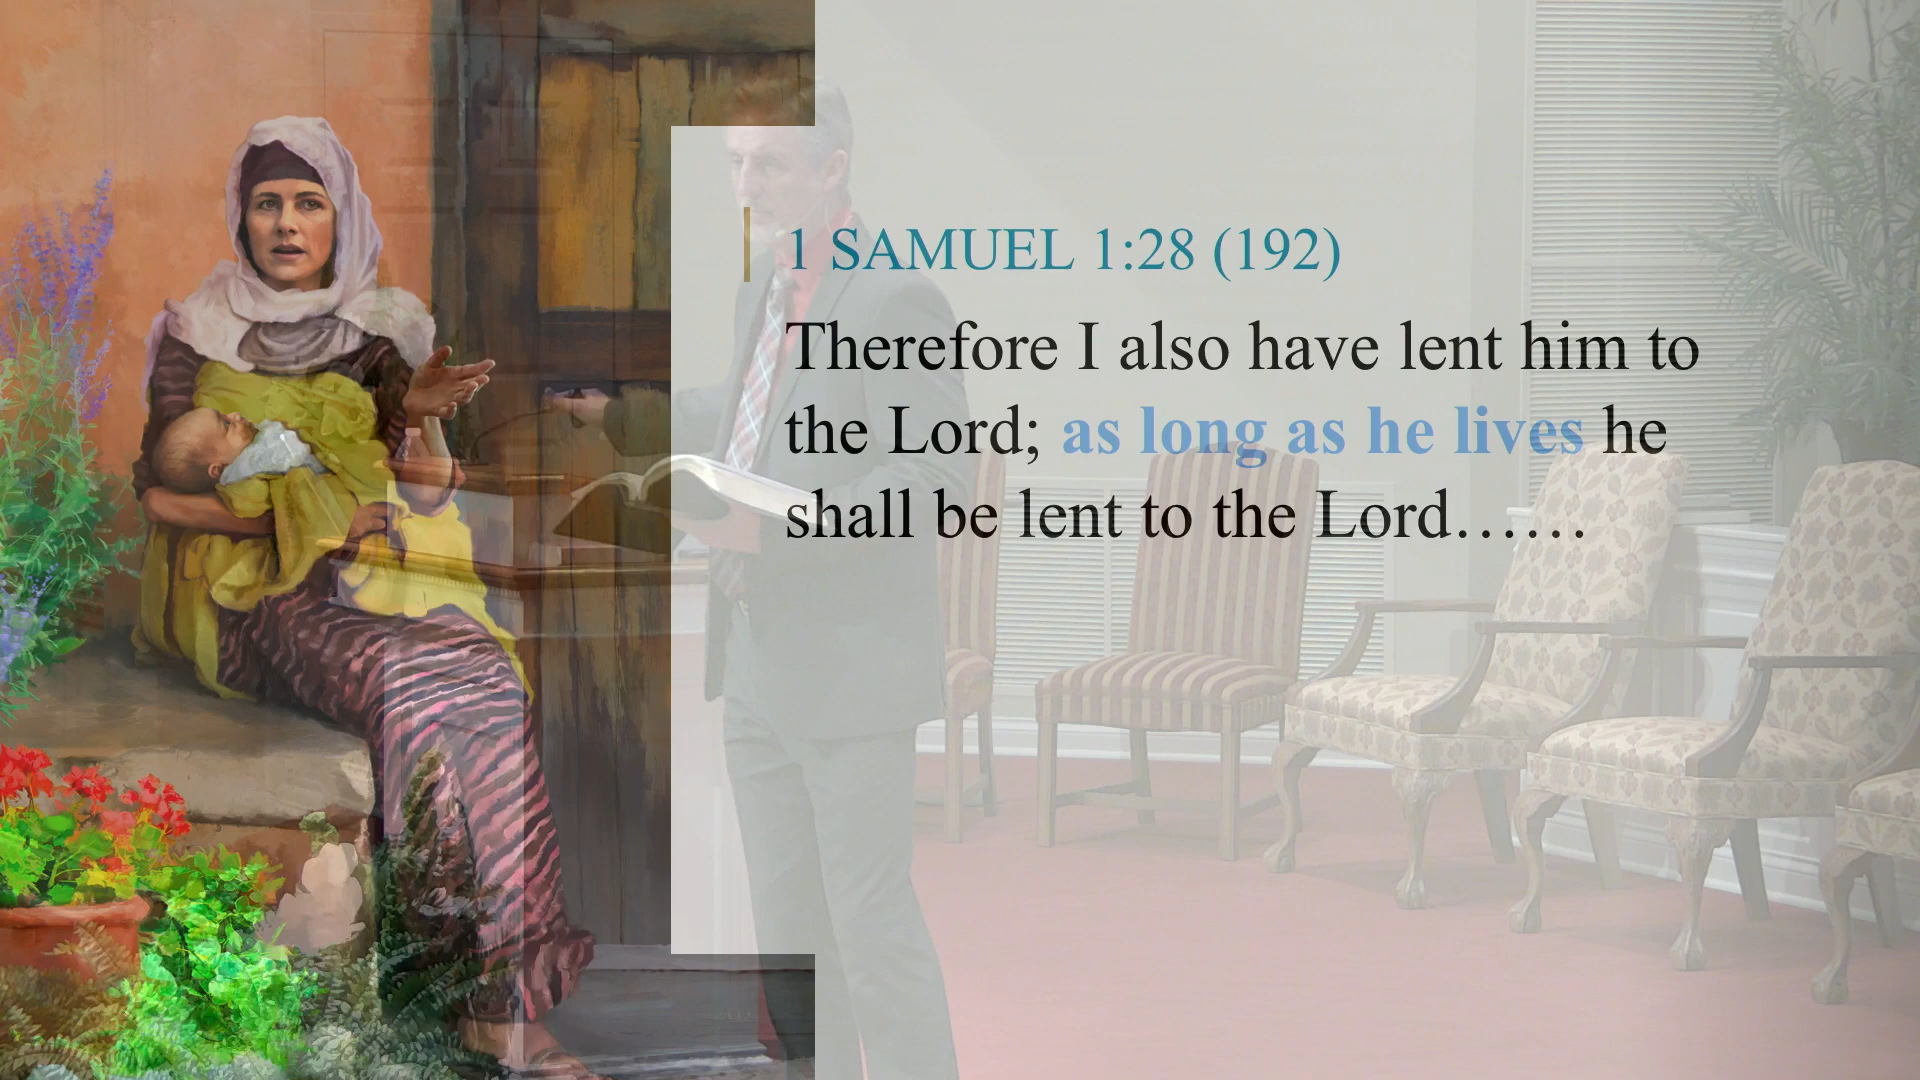 1 SAMUEL 1:28 (192)
Therefore I also have lent him to
the Lord; as long as he lives he
shall be lent to the Lord……